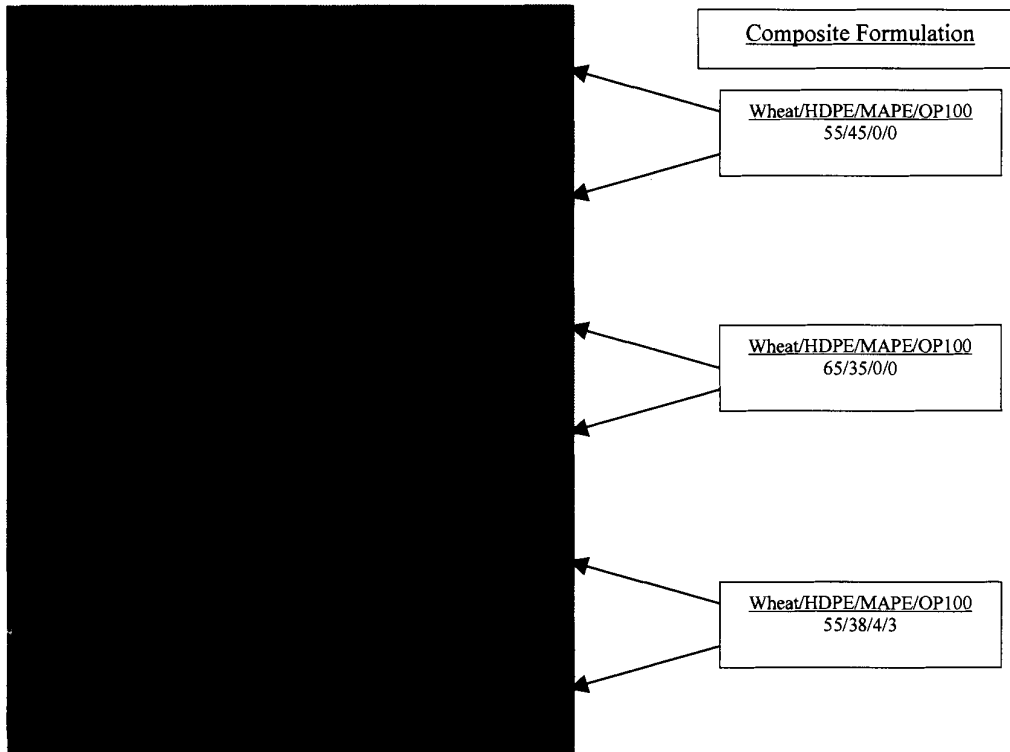 Composite Formulation
Wheat/HDPE/MAPE/OP100
55/45/0/0
Wheat/HDPE/MAPE/OP100
65/35/0/0
Wheat/HDPE/MAPE/OP100
55/38/4/3